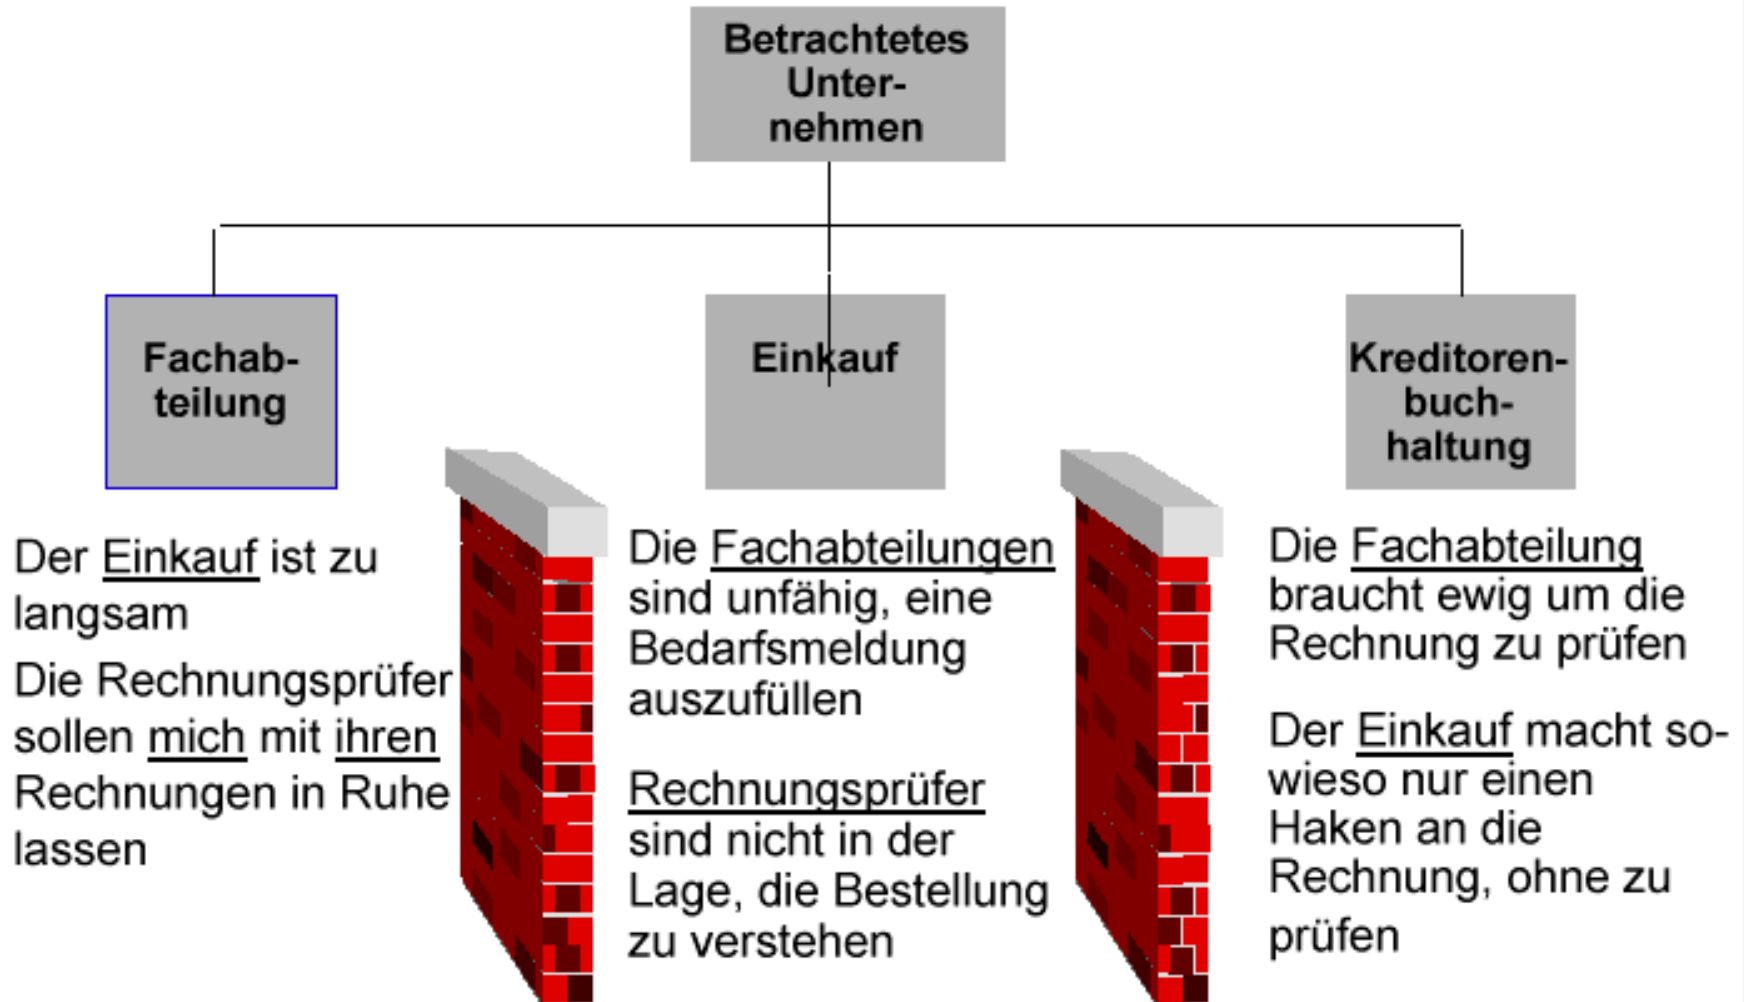 Betrachtetes
Unter-
nehmen
Fachab-
teilung
Einkauf
Kreditoren-
buch-
haltung
Der Einkauf ist zu
langsam
Die Rechnungsprüfer
sollen mich mit ihren
Rechnungen in Ruhe
lassen
Die Fachabteilungen
sind unfähig, eine
Bedarfsmeldung
auszufüllen
Rechnungsprüfer
sind nicht in der
Lage, die Bestellung
zu verstehen
Die Fachabteilung
braucht ewig um die
Rechnung zu prüfen
Der Einkauf macht so-
wieso nur einen
Haken an die
Rechnung, ohne zu
prüfen